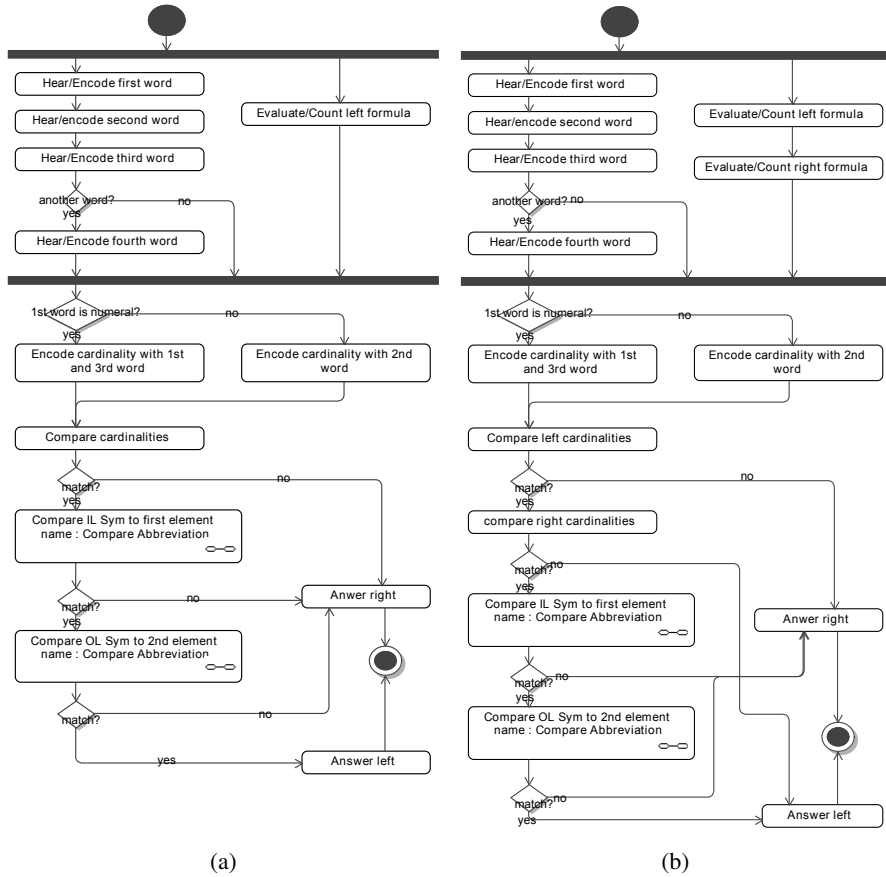 Hear/Encode first word
Hear/encode second word
Evaluate/Count left formula
Hear/Encode third word
another word?
no
yes
Hear/Encode fourth word
1st word is numeral?
no
yes
Encode cardinality with 1st
and 3rd word
Encode cardinality with 2nd
word
Compare cardinalities
match?
no
yes
Compare IL Sym to first element
name : Compare Abbreviation
match?
no
yes
Anwer right
Compare OL Sym to 2nd element
name : Compare Abbreviation
match?
no
yes
Answer left
(a)
Hear/Encode first word
Hear/encode second word
Evaluate/Count left formula
Hear/Encode third word
Evaluate/Count right formula
another word?
no
yes
Hear/Encode fourth word
1st word is numeral?
no
yes
Encode cardinality with 1st
and 3rd word
Encode cardinality with 2nd
word
Compare left cardinalities
match?
no
yes
compare right cardinalities
match?
no
yes
Compare IL Sym to first element
name : Compare Abbreviation
Anwer right
match?
no
yes
Compare OL Sym to 2nd element
name : Compare Abbreviation
match?
no
yes
Answer left
(b)